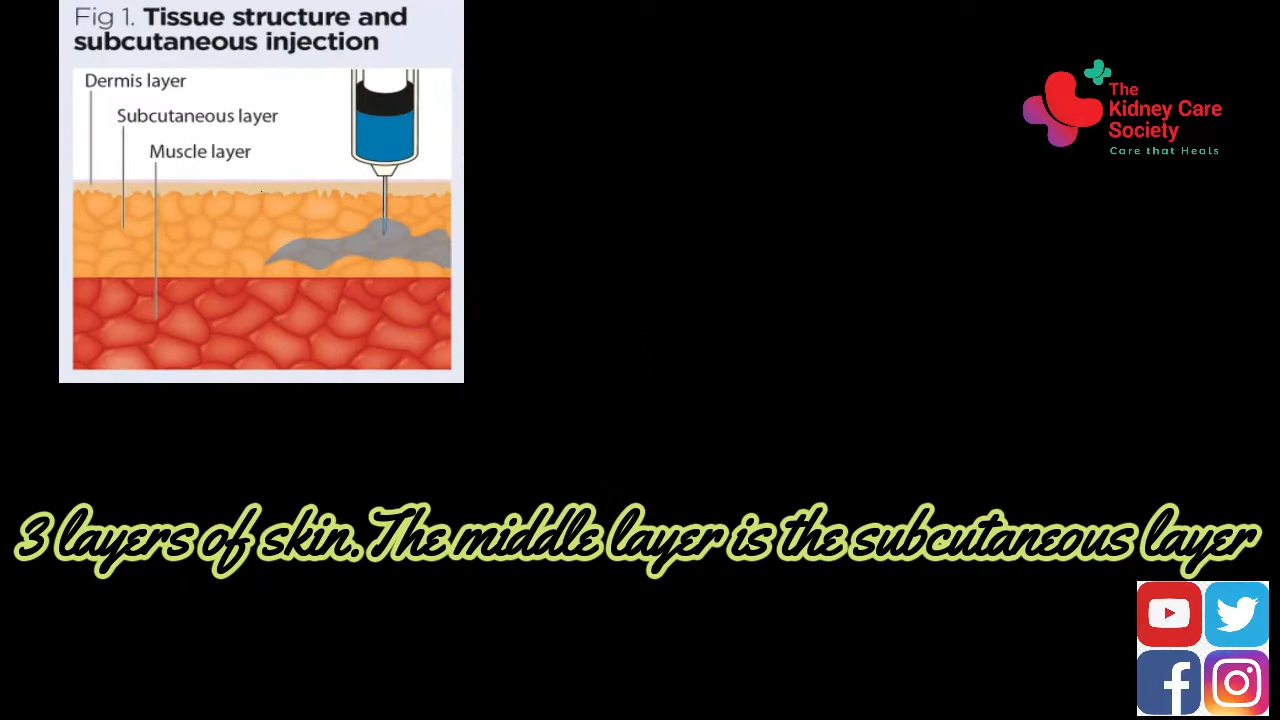 Fig 1. Tissue structure and
subcutaneous injection
Dermis layer
Subcutaneous layer
Muscle layer
The
Kidney Care
Society
Care that Heals
3 layers of skin.The middle layer is the subcutaneous layer